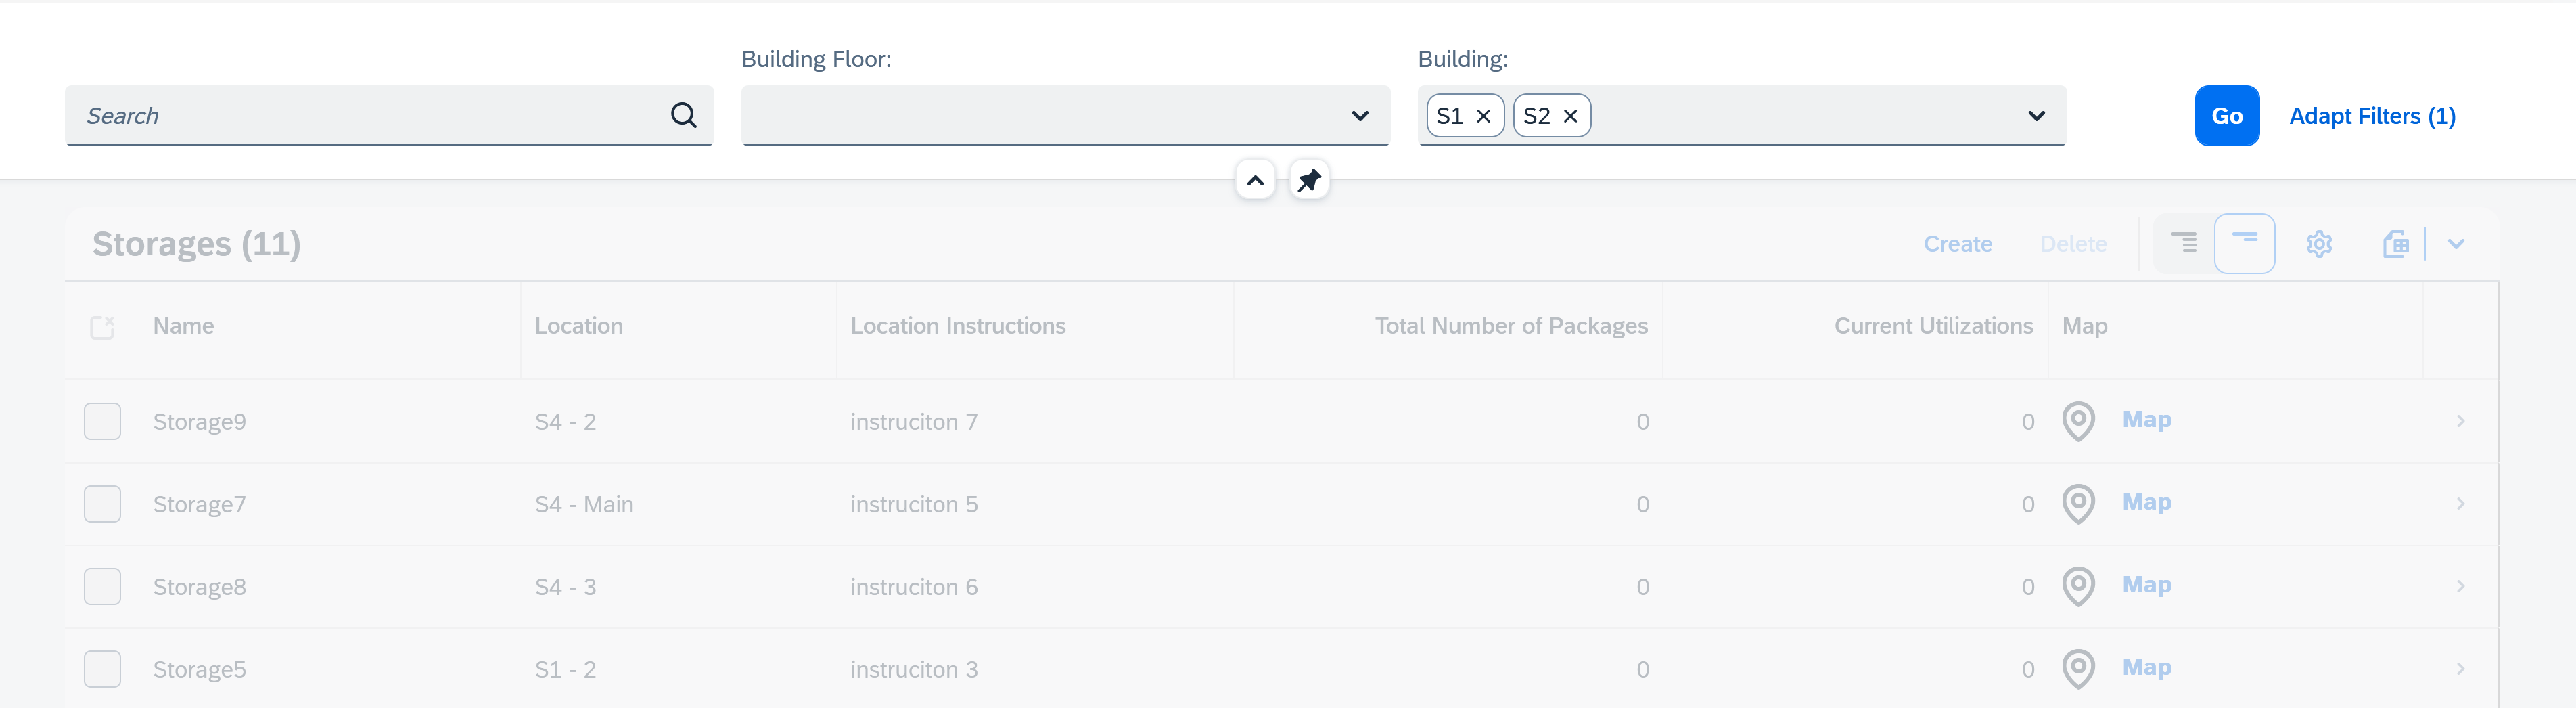 Building Floor:
Building:
Search
S1
S2
Go
Adapt Filters (1)
Storages (11)
Create
Delete
Name
Location
Location Instructions
Total Number of Packages
Current Utilizations
Map
Storage9 S4 - 2 instruciton 7 0 0 Map
Storage7 S4 - Main instruciton 5 0 0 Map
Storage8 S4 - 3 instruciton 6 0 0 Map
Storage5 S1 - 2 instruciton 3 0 0 Map